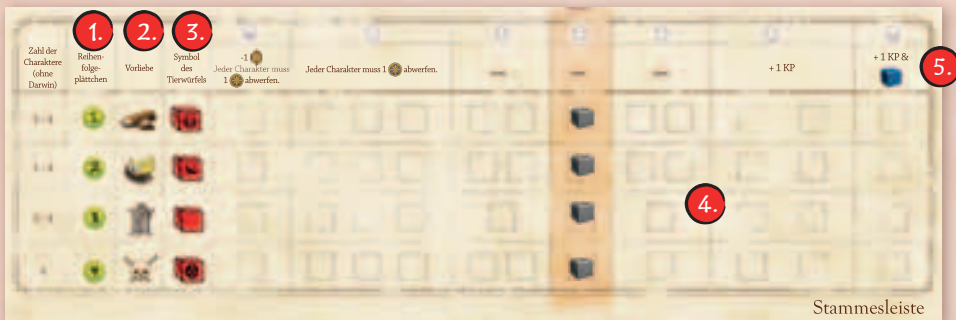 1.
2.
3.
Zahl der
Charaktere
(ohne
Darwin)
Reihen-
folge-
plättchen
Vorliebe
Symbol
des
Tierwürfels
-1
Jeder Charakter muss
1 abwerfen.
Jeder Charakter muss 1 abwerfen.
—
—
—
+ 1 KP
+ 1 KP &
5.
4.
Stammesleiste